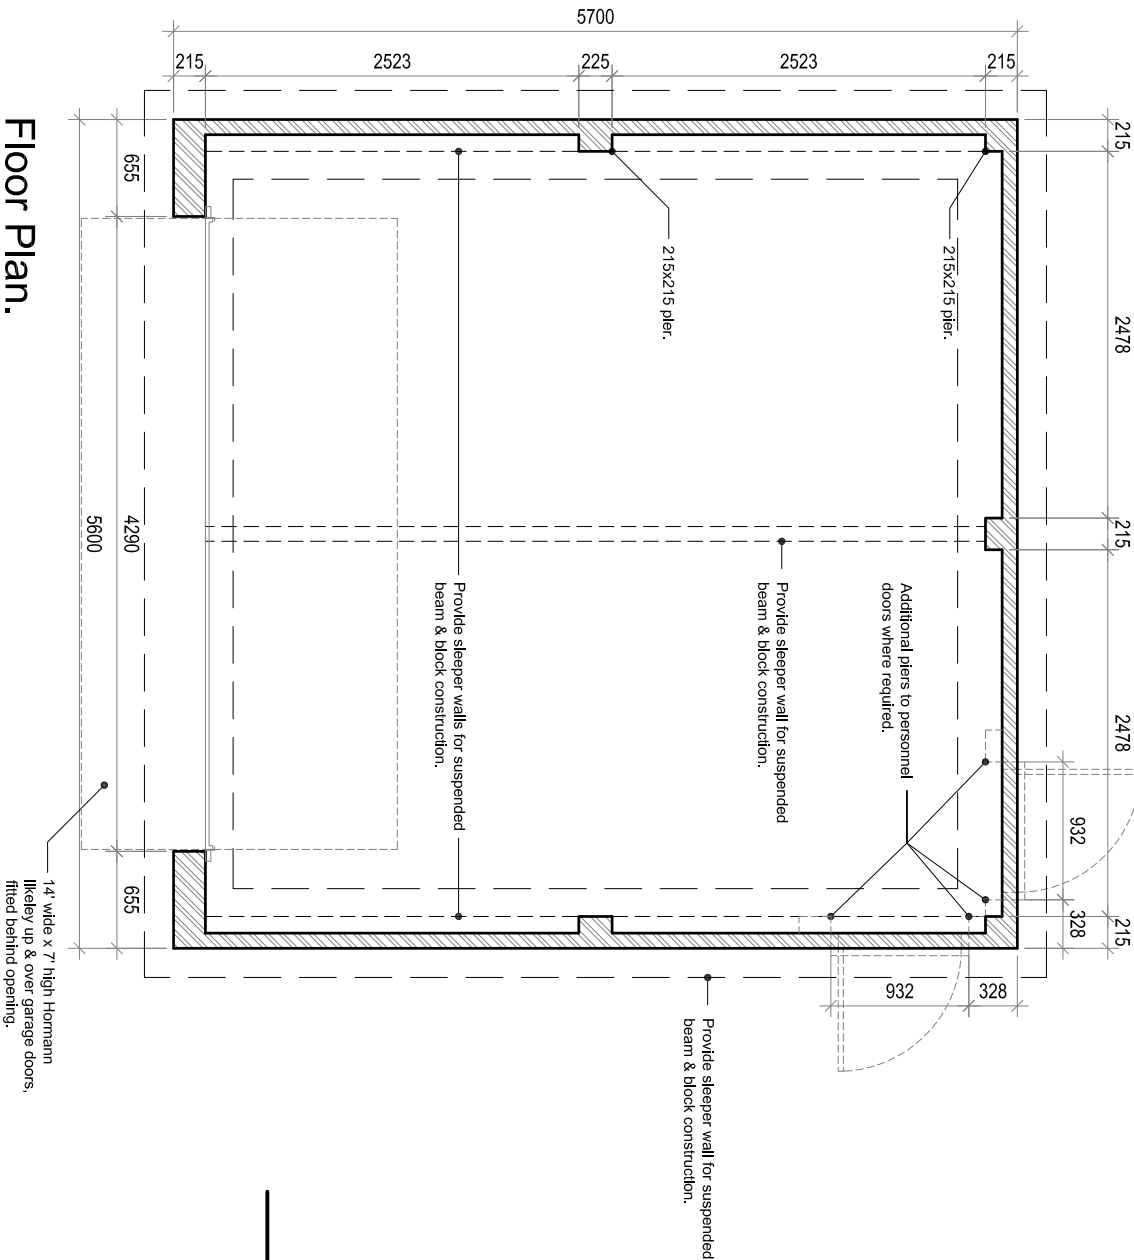 5700
215
2523
225
2523
215
215
2478
215
2478
215
932
328
932
328
655
4290
655
5600
215x215 pier.
215x215 pier.
Additional piers to personnel
doors where required.
Provide sleeper wall for suspended
beam & block construction.
Provide sleeper walls for suspended
beam & block construction.
Provide sleeper wall for suspended
beam & block construction.
14' wide x 7' high Hormann
likeley up & over garage doors,
fitted behind opening.
Floor Plan.